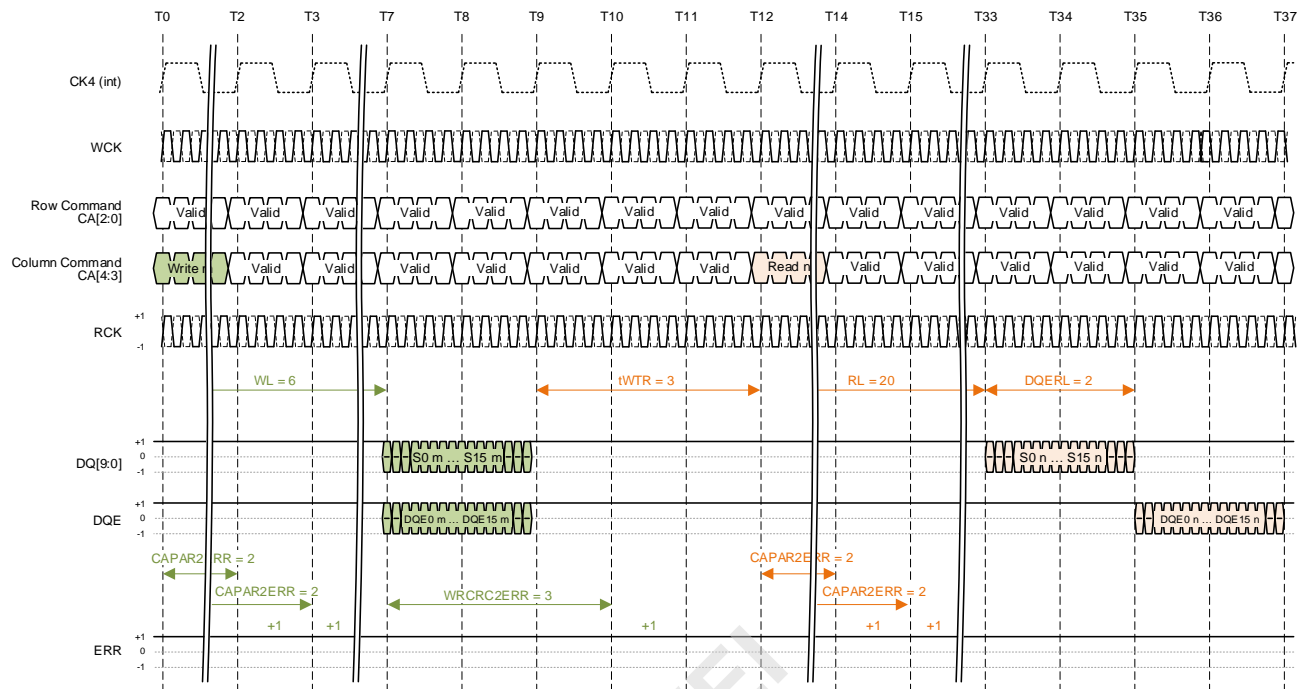 T0 T2 T3 T7 T8 T9 T10 T11 T12 T14 T15 T33 T34 T35 T36 T37
CK4 (int)
WCK
Row Command
CA[2:0]
Valid Valid Valid Valid Valid Valid Valid Valid Valid Valid Valid Valid Valid Valid Valid
Column Command
CA[4:3]
Write m Valid Valid Valid Valid Valid Valid Valid Read n Valid Valid Valid Valid Valid Valid
RCK
+1
-1
WL = 6 tWTR = 3 RL = 20 DQERL = 2
DQ[9:0]
+1
0
-1
S0 m ... S15 m S0 n ... S15 n
DQE
+1
0
-1
DQE0 m ... DQE15 m DQE0 n ... DQE15 n
CAPAR2ERR = 2 CAPAR2ERR = 2
CAPAR2ERR = 2 WRCRC2ERR = 3 CAPAR2ERR = 2
+1 +1 +1 +1 +1
ERR
+1
0
-1